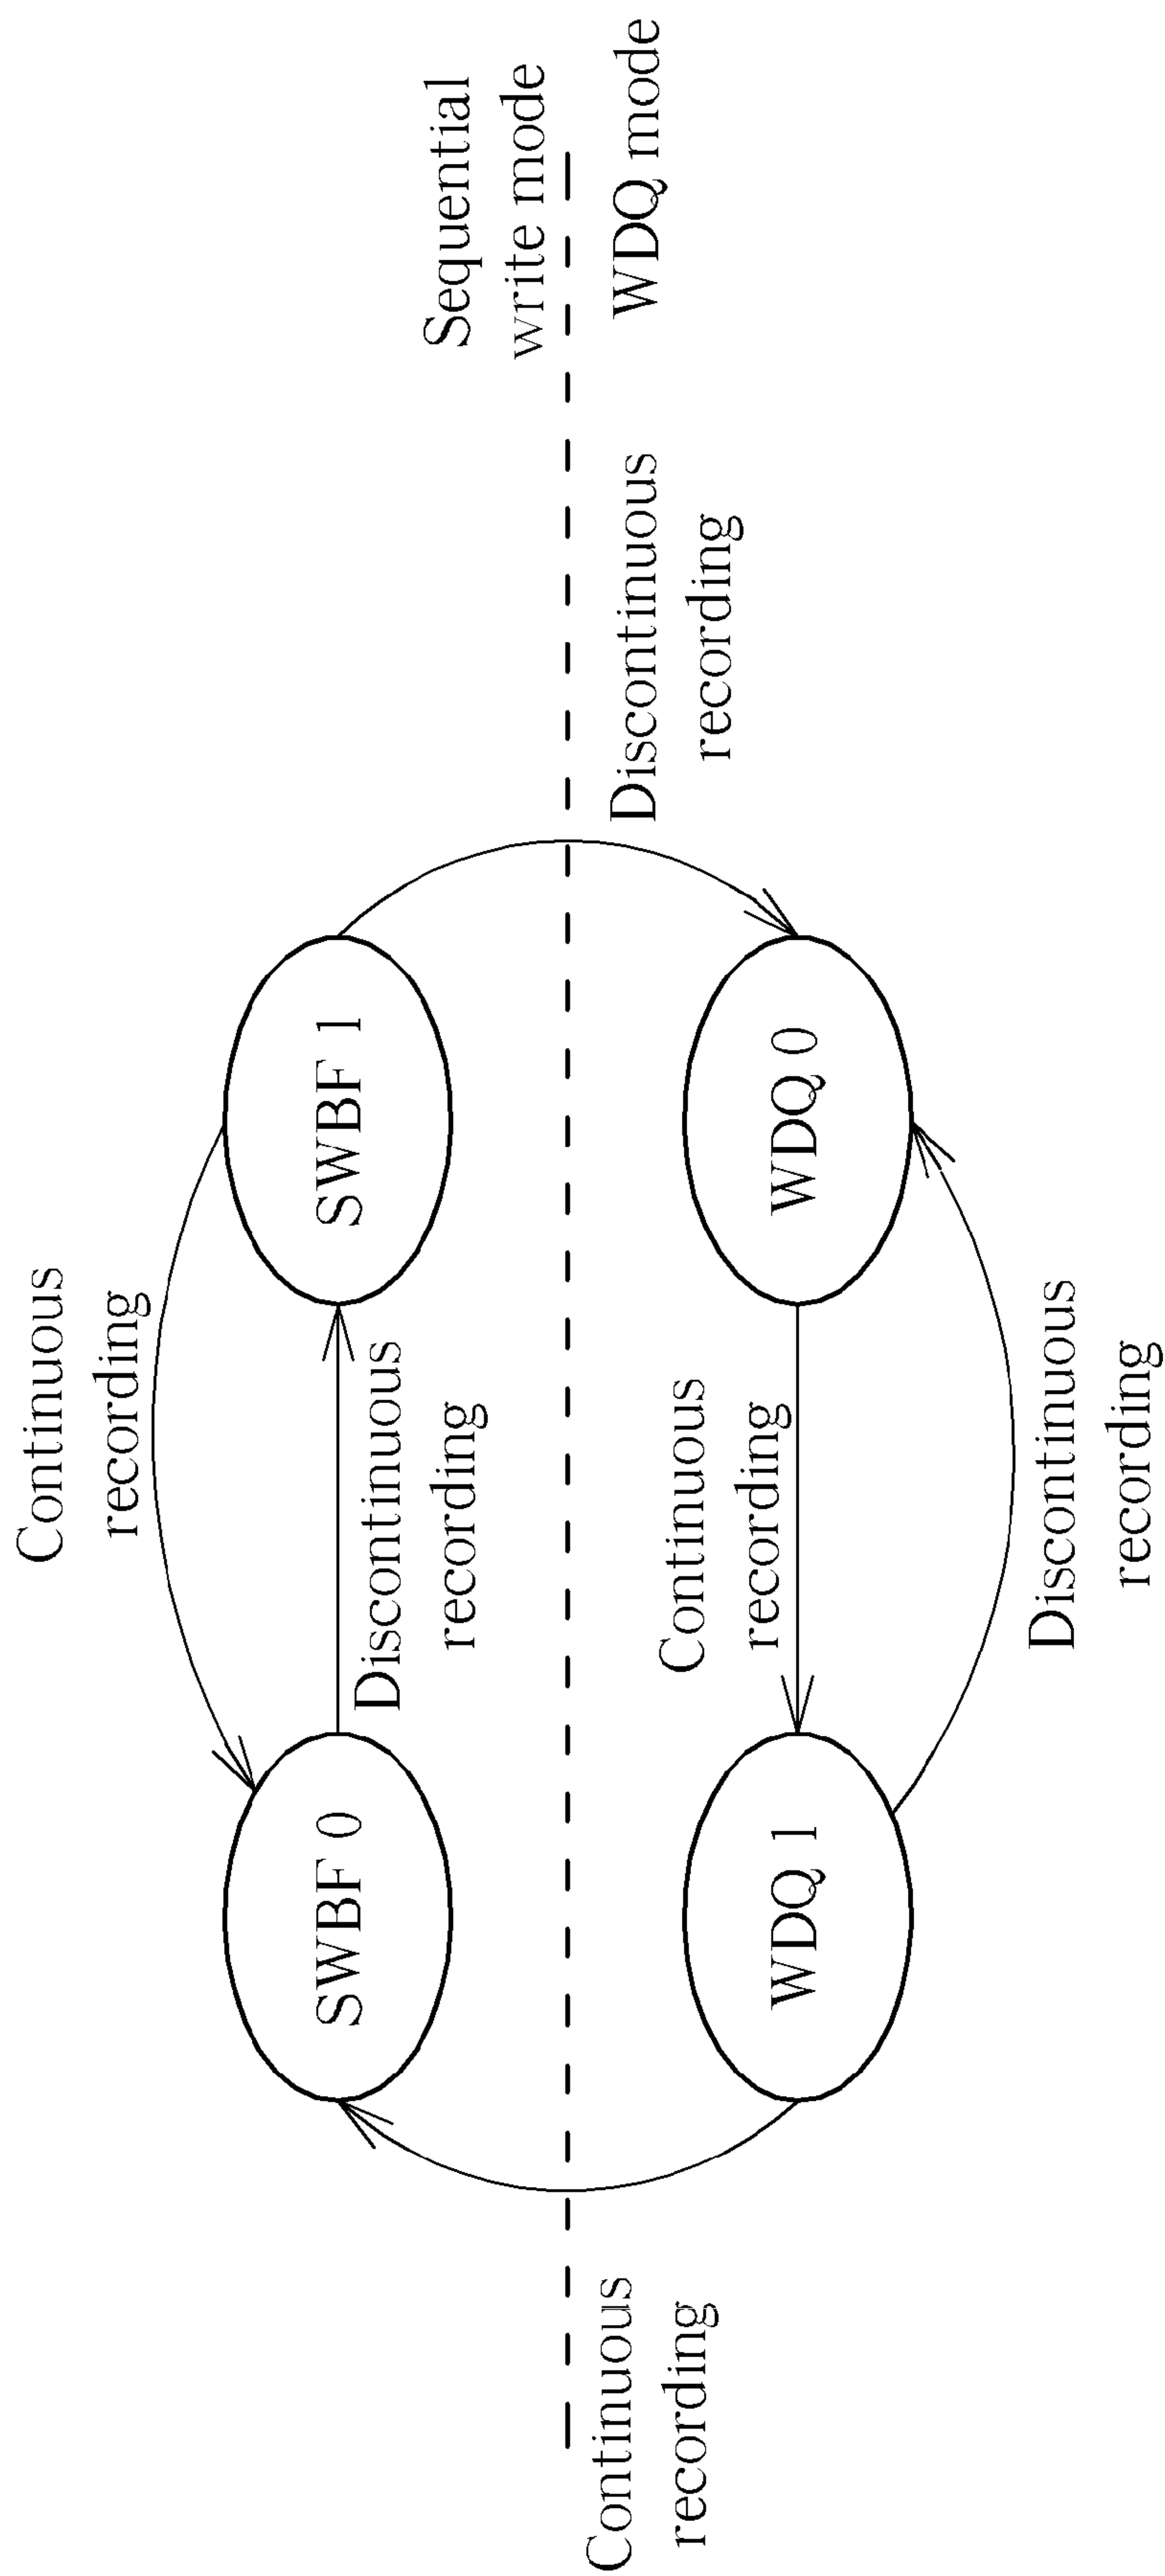 Continuous
recording
SWBF 0
SWBF 1
Discontinuous
recording
Sequential
write mode
WDQ mode
Continuous
recording
Discontinuous
recording
Continuous
recording
WDQ 1
WDQ 0
Discontinuous
recording